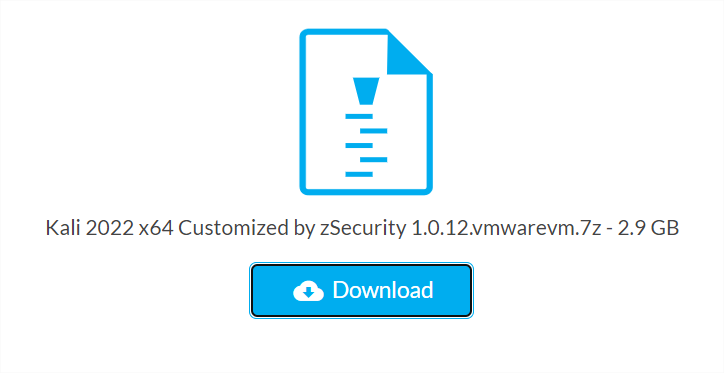 Kali 2022 x64 Customized by zSecurity 1.0.12.vmwarevm.7z - 2.9 GB
Download